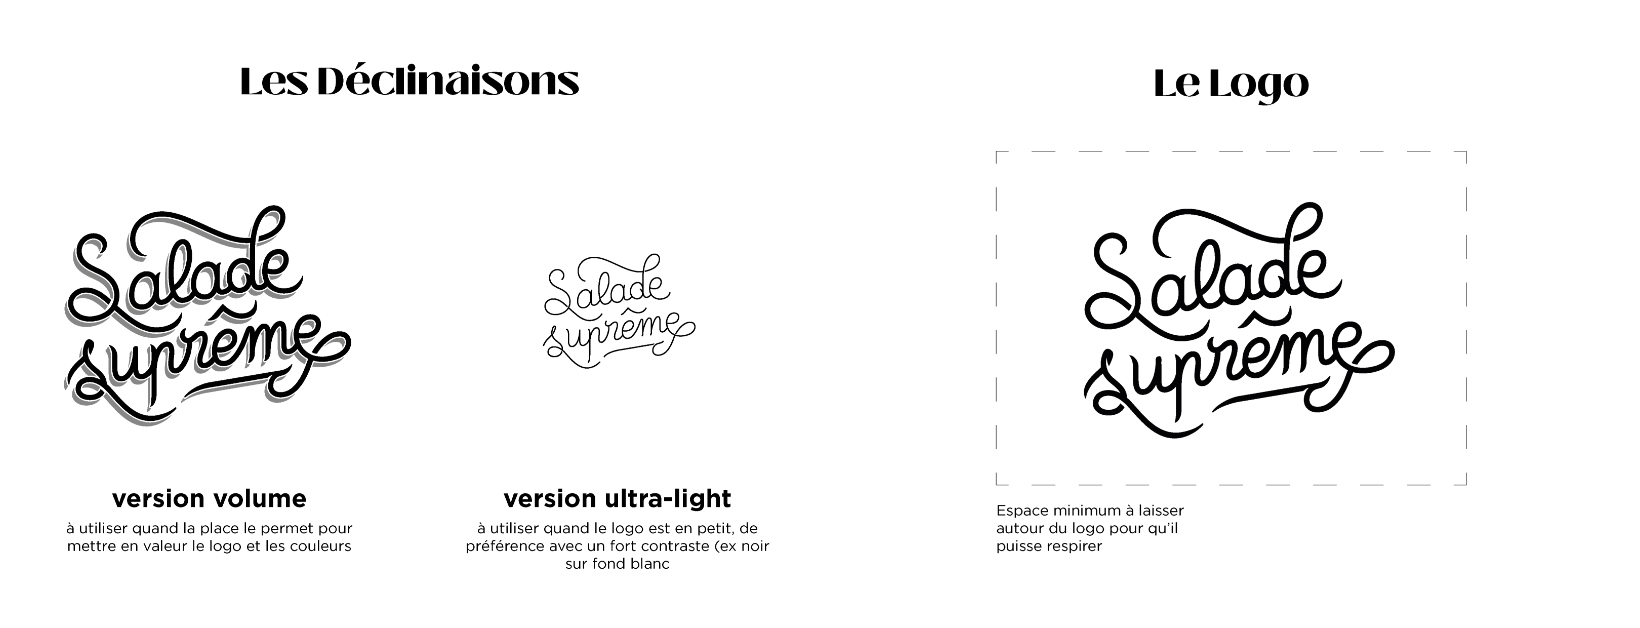 Les Déclinaisons
Salade
suprême
version volume
à utiliser quand la place le permet pour
mettre en valeur le logo et les couleurs
Salade
suprême
version ultra-light
à utiliser quand le logo est en petit, de
préférence avec un fort contraste (ex noir
sur fond blanc
Le Logo
Salade
suprême
Espace minimum à laisser
autour du logo pour qu'il
puisse respirer